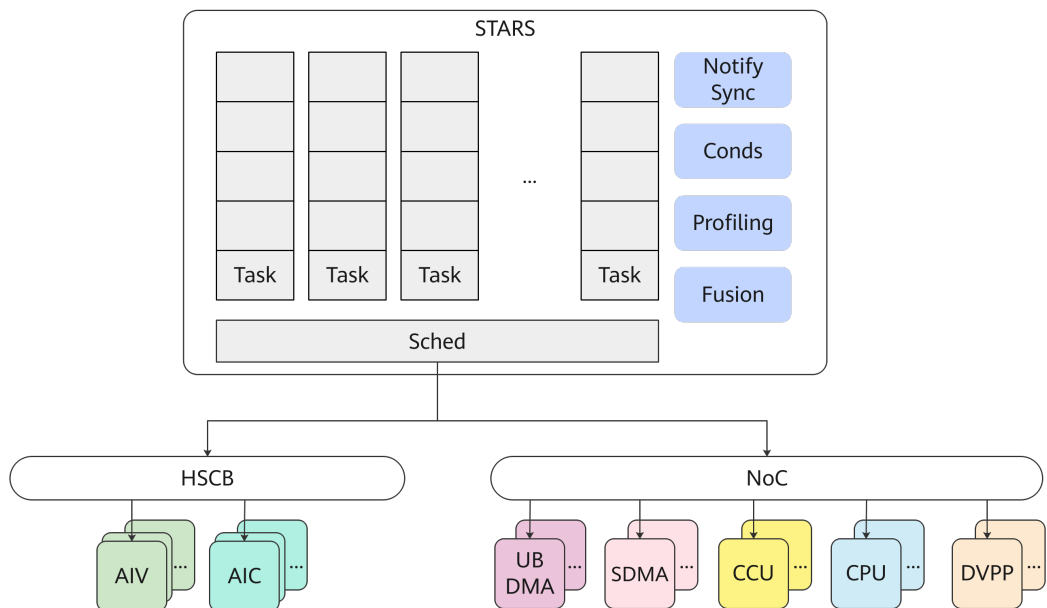 STARS
Notify
Sync
Conds
...
Profiling
Task
Task
Task
Task
Fusion
Sched
HSCB
NoC
AIV
...
AIC
...
UB
DMA
...
SDMA
...
CCU
...
CPU
...
DVPP
...